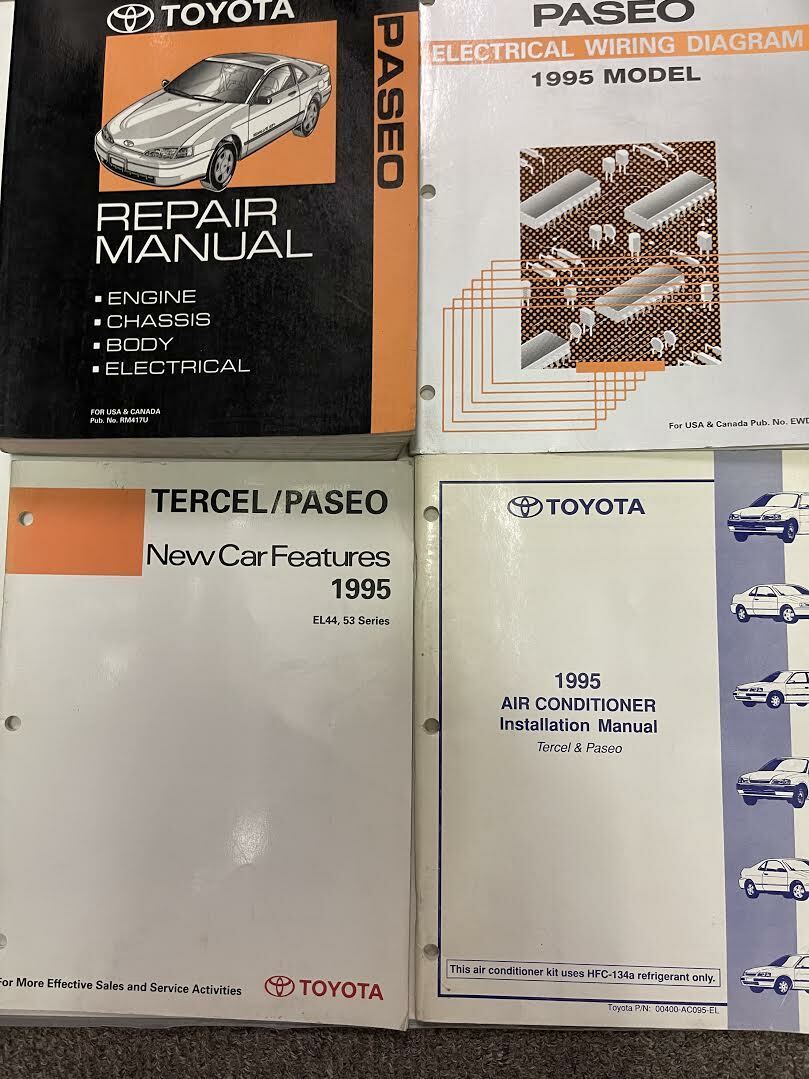 TOYOTA
PASEO
REPAIR
MANUAL
▪ ENGINE
▪ CHASSIS
▪ BODY
▪ ELECTRICAL
FOR USA & CANADA
Pub. No. RM417U
PASEO
ELECTRICAL WIRING DIAGRAM
1995 MODEL
For USA & Canada Pub. No. EWD
TERCEL/PASEO
New Car Features
1995
EL44, 53 Series
For More Effective Sales and Service Activities
TOYOTA
TOYOTA
1995
AIR CONDITIONER
Installation Manual
Tercel & Paseo
This air conditioner kit uses HFC-134a refrigerant only.
Toyota P/N: 00400-AC095-EL